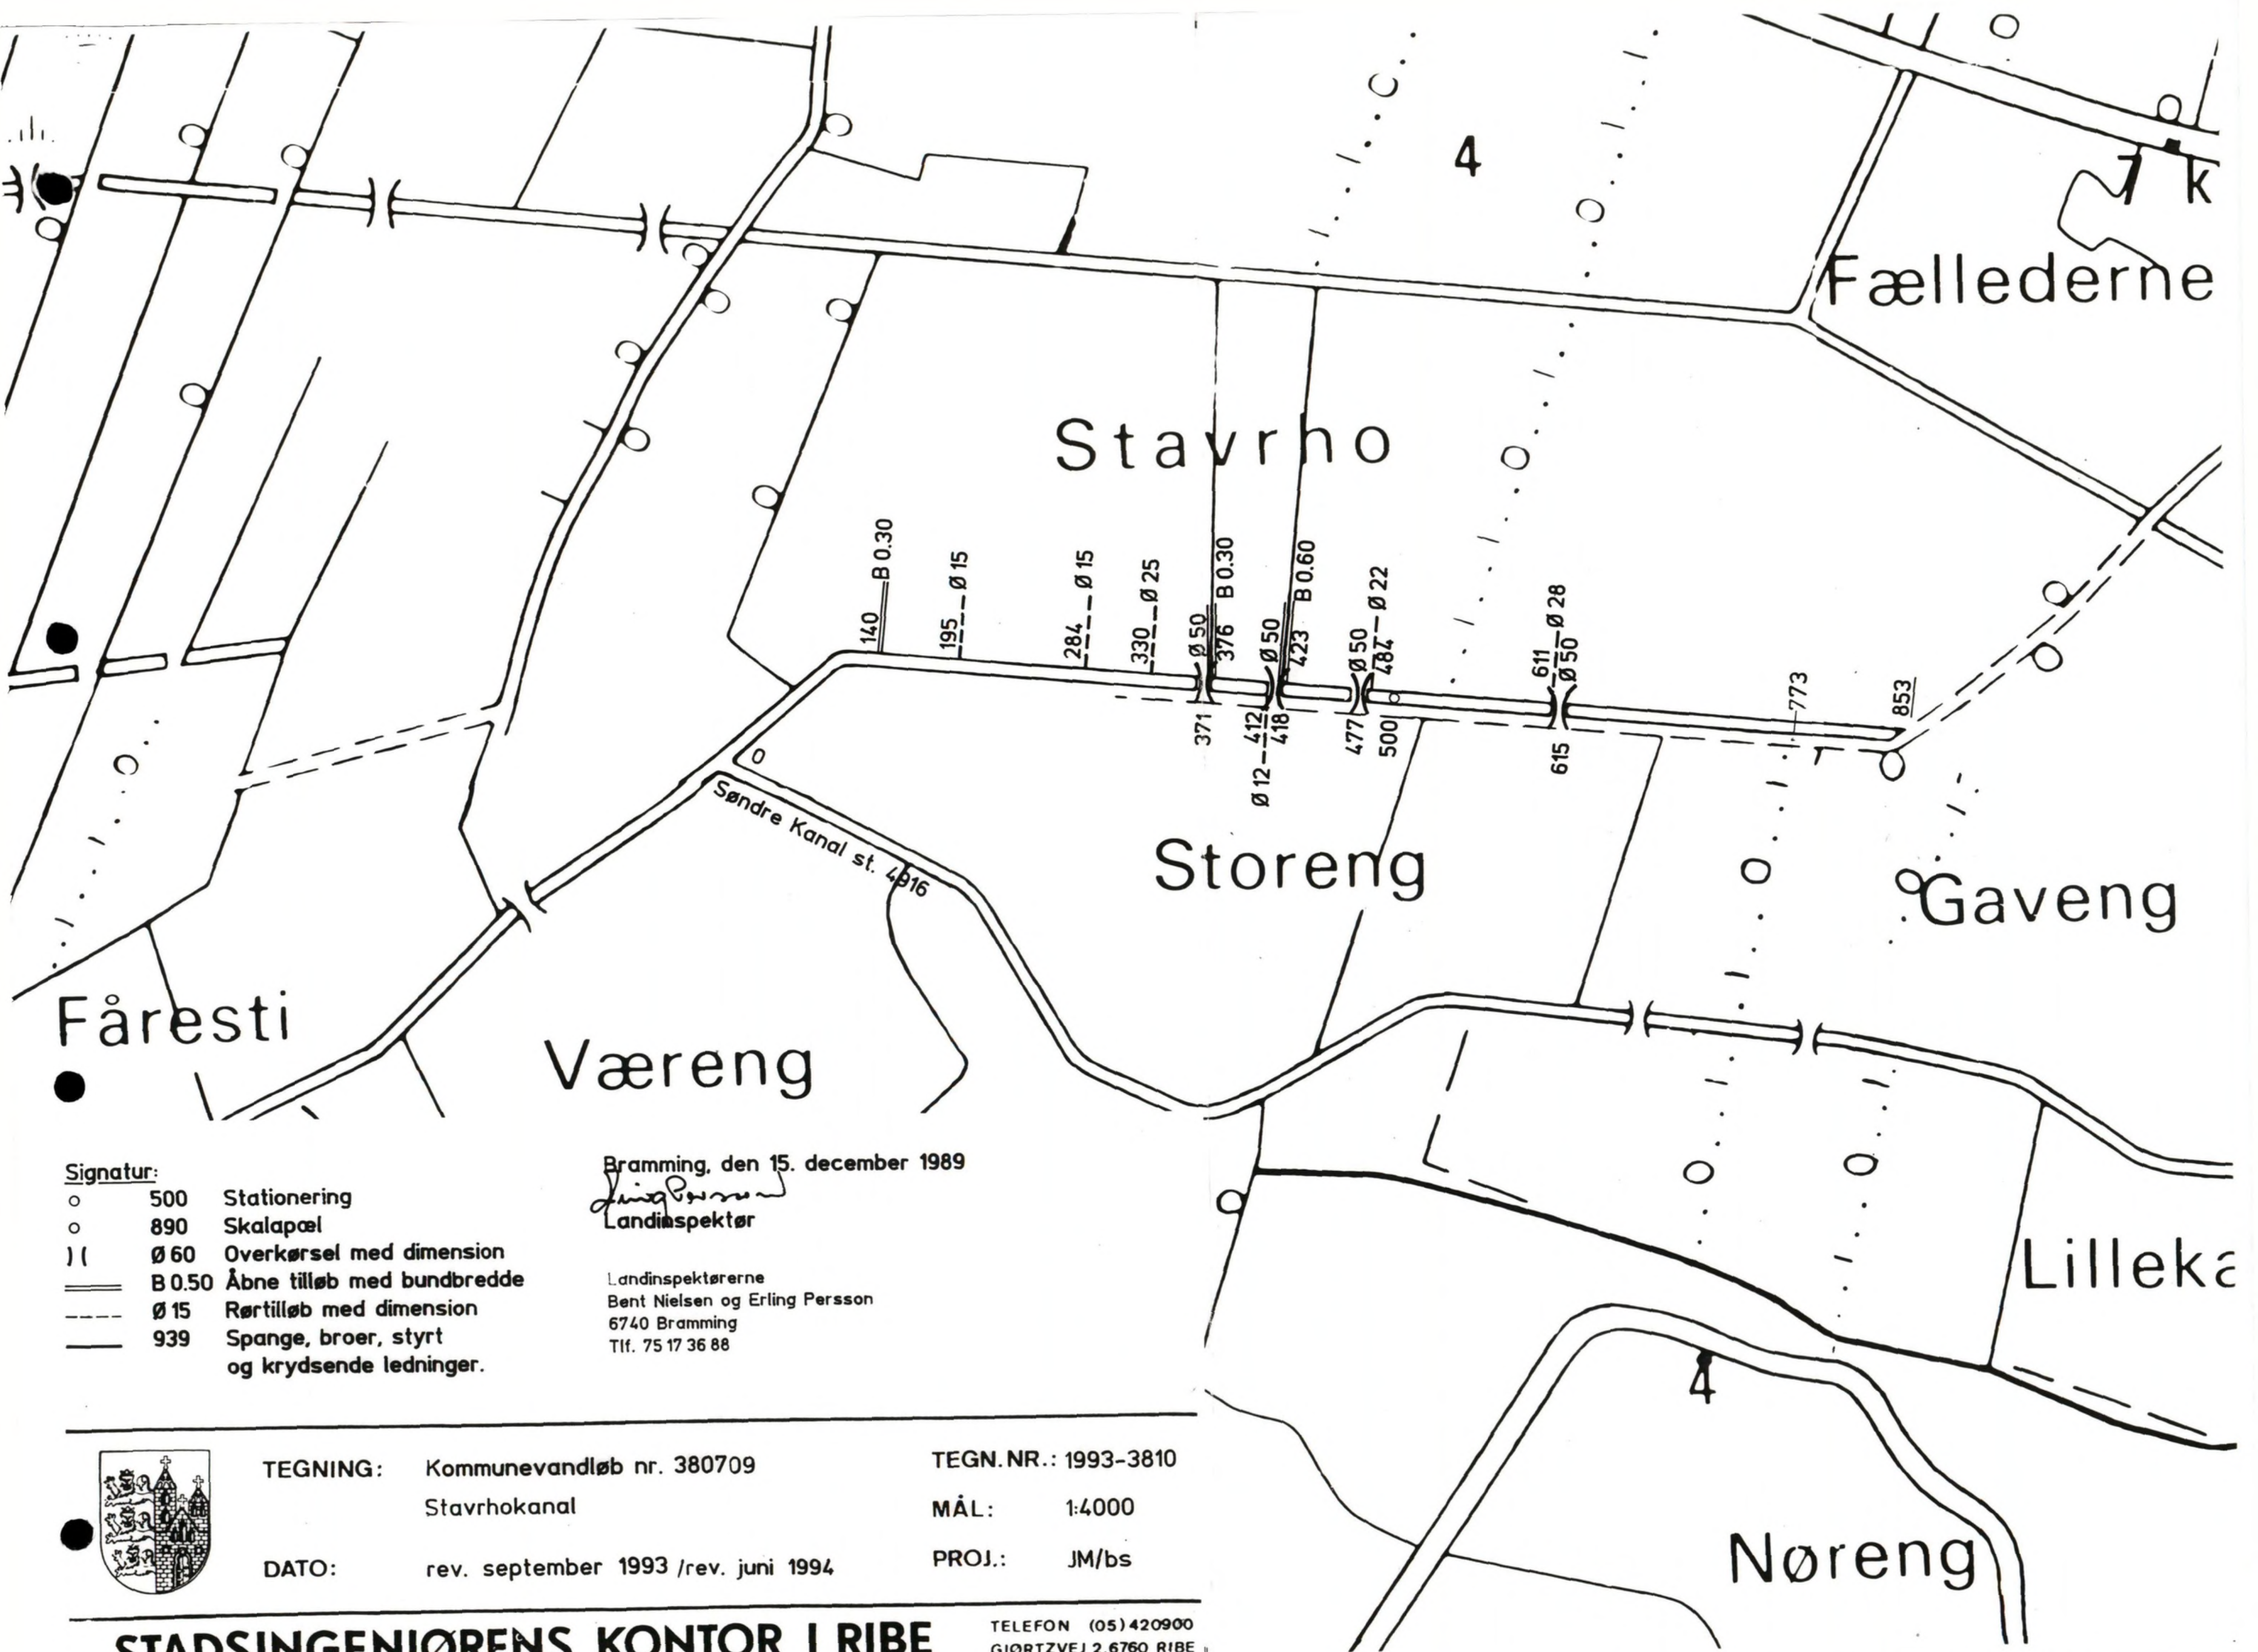 4
7 k
Fællederne
Stavrho
140
B 0.30
195
Ø 15
284
Ø 15
330
Ø 25
Ø 50
376
B 0.30
Ø 50
423
B 0.60
Ø 50
484
Ø 22
611
Ø 28
Ø 50
773
853
371
412
Ø 12
418
477
500
615
0
Søndre Kanal st. 4916
Storeng
Gaveng
Fåresti
Væreng
Lilleka
4
Nøreng
Signatur:
500 Stationering
890 Skalapæl
Ø 60 Overkørsel med dimension
B 0.50 Åbne tilløb med bundbredde
Ø 15 Rørtilløb med dimension
939 Spange, broer, styrt
og krydsende ledninger.
Bramming, den 15. december 1989
Landinspektør
Landinspektørerne
Bent Nielsen og Erling Persson
6740 Bramming
Tlf. 75 17 36 88
TEGNING: Kommunevandløb nr. 380709
Stavrhokanal
DATO: rev. september 1993 /rev. juni 1994
TEGN. NR.: 1993-3810
MÅL: 1:4000
PROJ.: JM/bs
STADSINGENIØRENS KONTOR I RIBE
TELEFON (05) 420900
GJØRTZVEJ 2 6760 RIBE